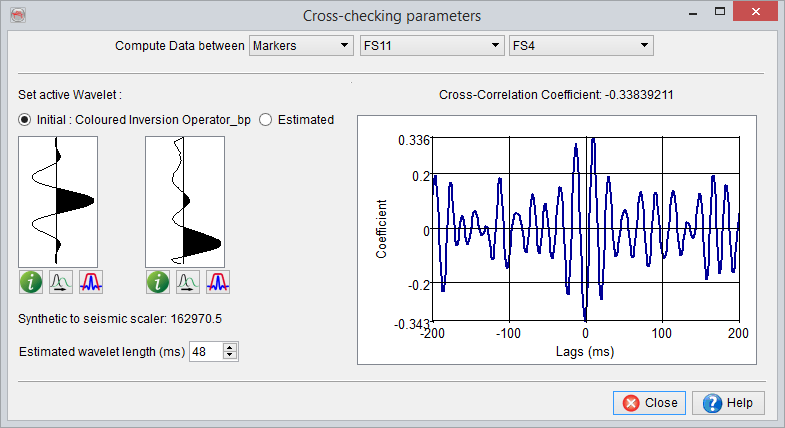 Cross-checking parameters
Compute Data between Markers FS11 FS4
Set active Wavelet :
Initial : Coloured Inversion Operator_bp Estimated
Synthetic to seismic scaler: 162970.5
Estimated wavelet length (ms) 48
Cross-Correlation Coefficient: -0.33839211
Coefficient
0.336
0.2
0
-0.2
-0.343
-200 -100 0 100 200
Lags (ms)
Close Help